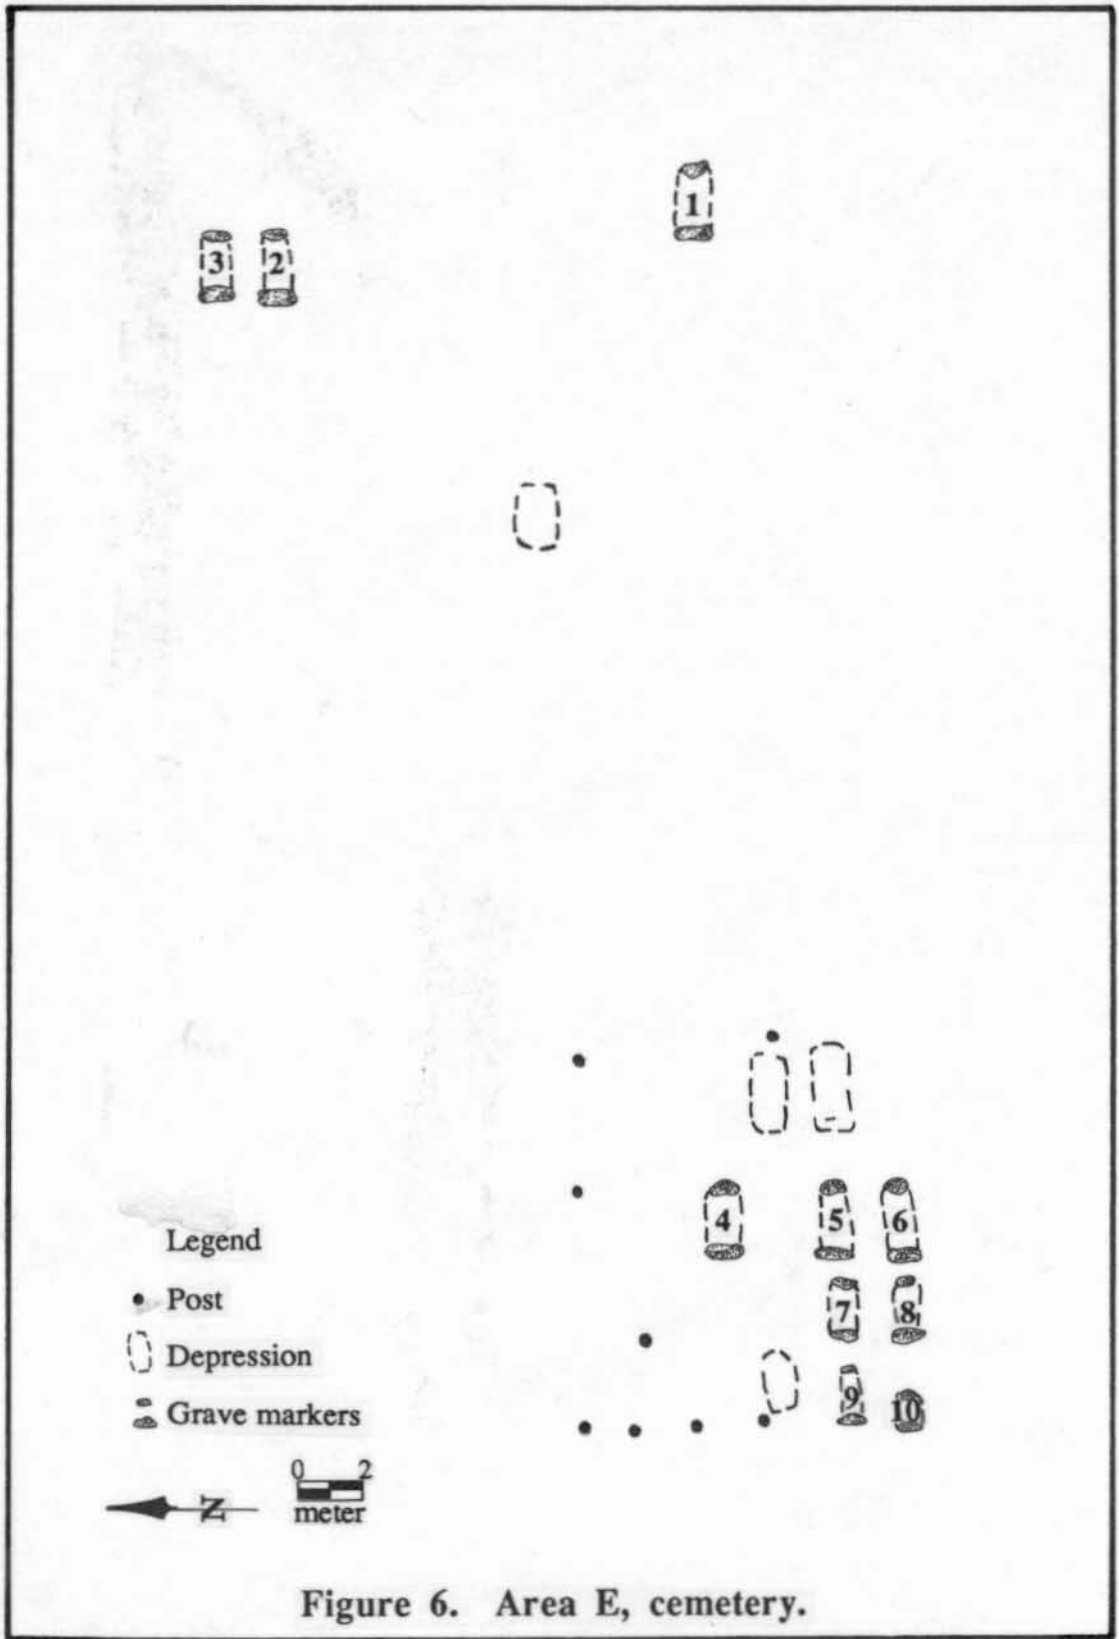 1
3 2
4 5 6
7 8
9 10
Legend
Post
Depression
Grave markers
0 2
meter
N
Figure 6. Area E, cemetery.